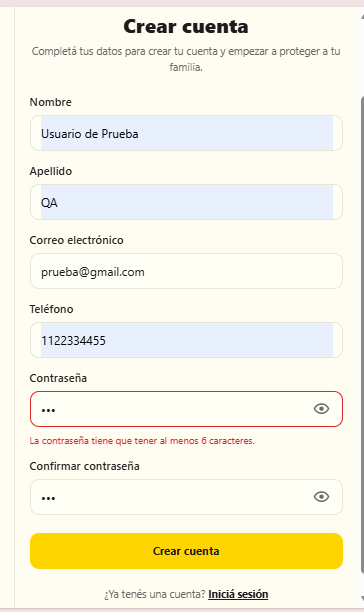 Crear cuenta
Completá tus datos para crear tu cuenta y empezar a proteger a tu
familia.
Nombre
Usuario de Prueba
Apellido
QA
Correo electrónico
prueba@gmail.com
Teléfono
1122334455
Contraseña
•••
La contraseña tiene que tener al menos 6 caracteres.
Confirmar contraseña
•••
Crear cuenta
¿Ya tenés una cuenta? Iniciá sesión